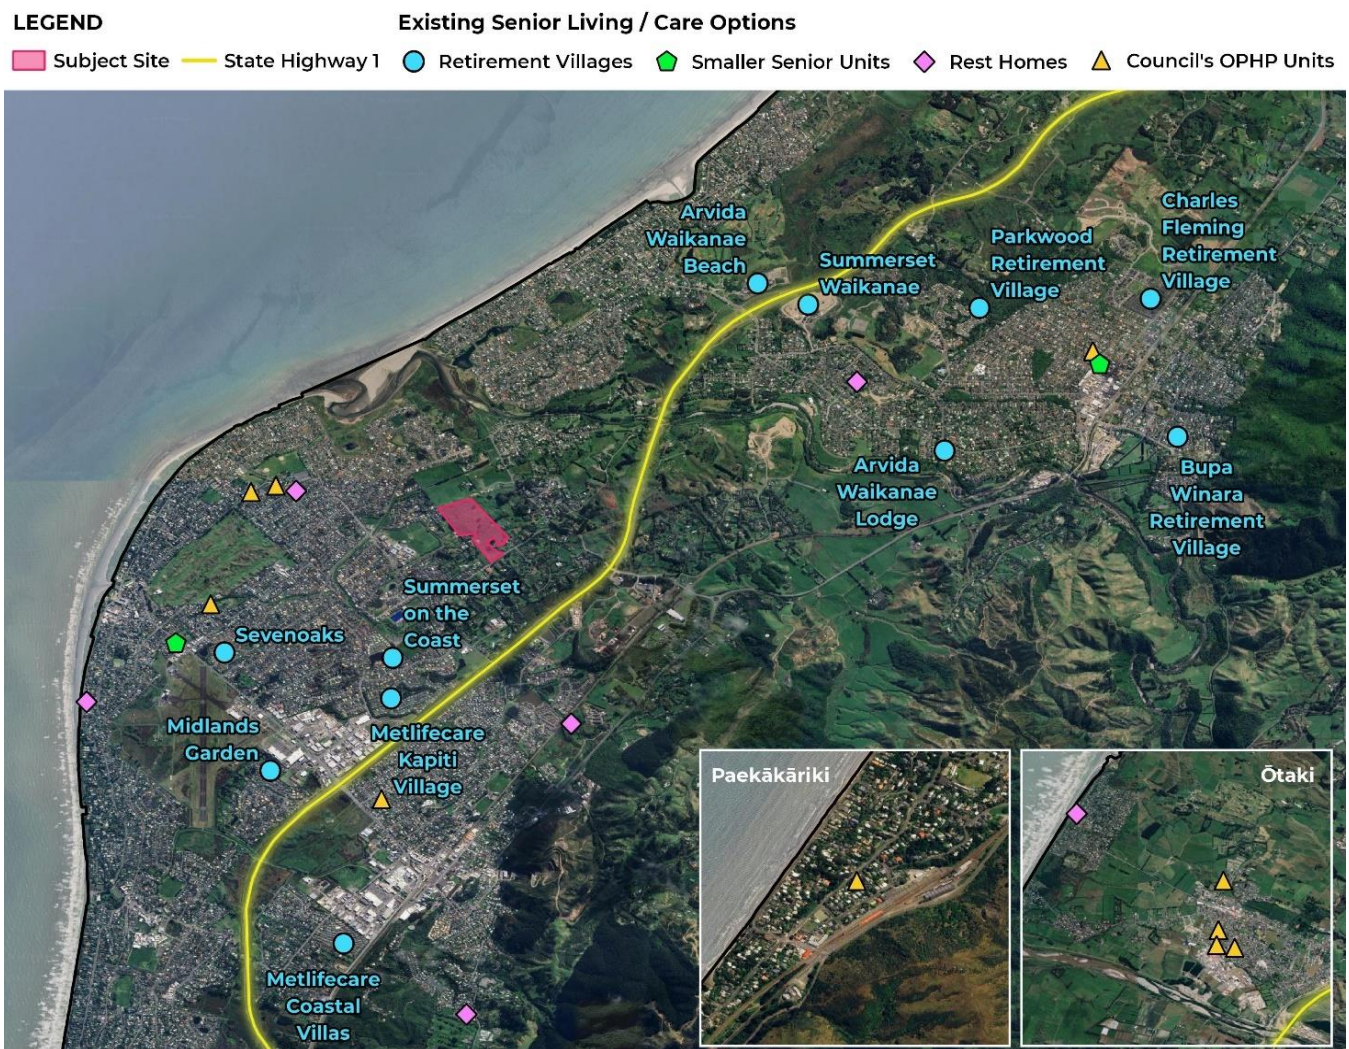 LEGEND
Existing Senior Living / Care Options
Subject Site
State Highway 1
Retirement Villages
Smaller Senior Units
Rest Homes
Council's OPHP Units
Arvida
Waikanae
Beach
Summerset
Waikanae
Parkwood
Retirement
Village
Charles
Fleming
Retirement
Village
Arvida
Waikanae
Lodge
Bupa
Winara
Retirement
Village
Summerset
on the
Coast
Sevenoaks
Midlands
Garden
Metlifecare
Kapiti
Village
Metlifecare
Coastal
Villas
Paekākāriki
Ōtaki